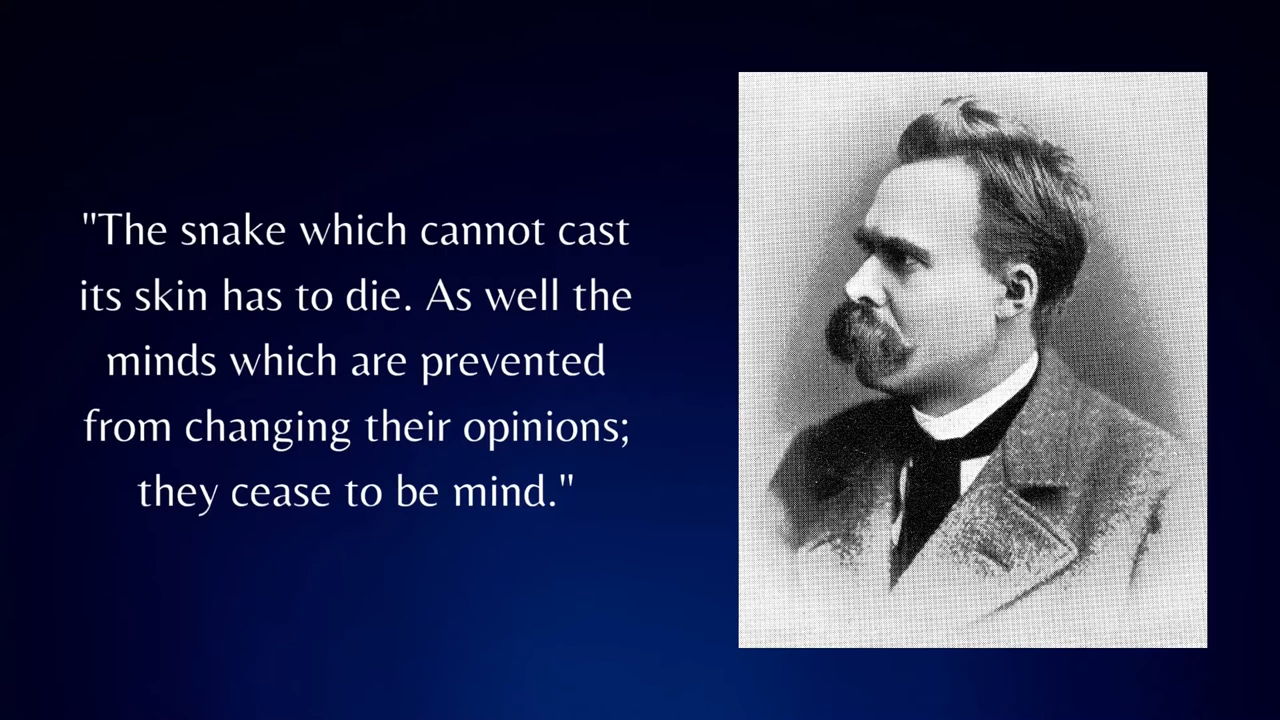 "The snake which cannot cast
its skin has to die. As well the
minds which are prevented
from changing their opinions;
they cease to be mind."